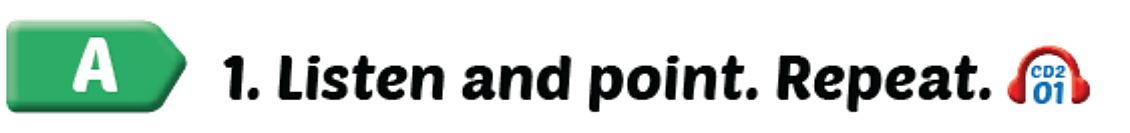 A 1. Listen and point. Repeat. CD2 01